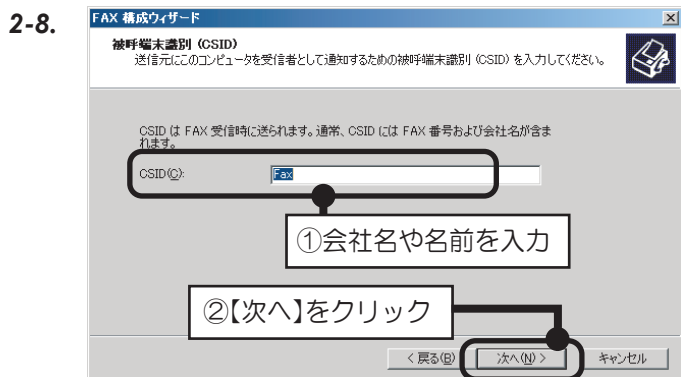 2-8.
FAX 構成ウィザード
被呼端末識別 (CSID)
送信元にこのコンピュータを受信者として通知するための被呼端末識別 (CSID) を入力してください。
CSID は FAX 受信時に送られます。通常、CSID には FAX 番号および会社名が含ま
れます。
CSID(C):
Fax
①会社名や名前を入力
②【次へ】をクリック
< 戻る(B)
次へ(N) >
キャンセル